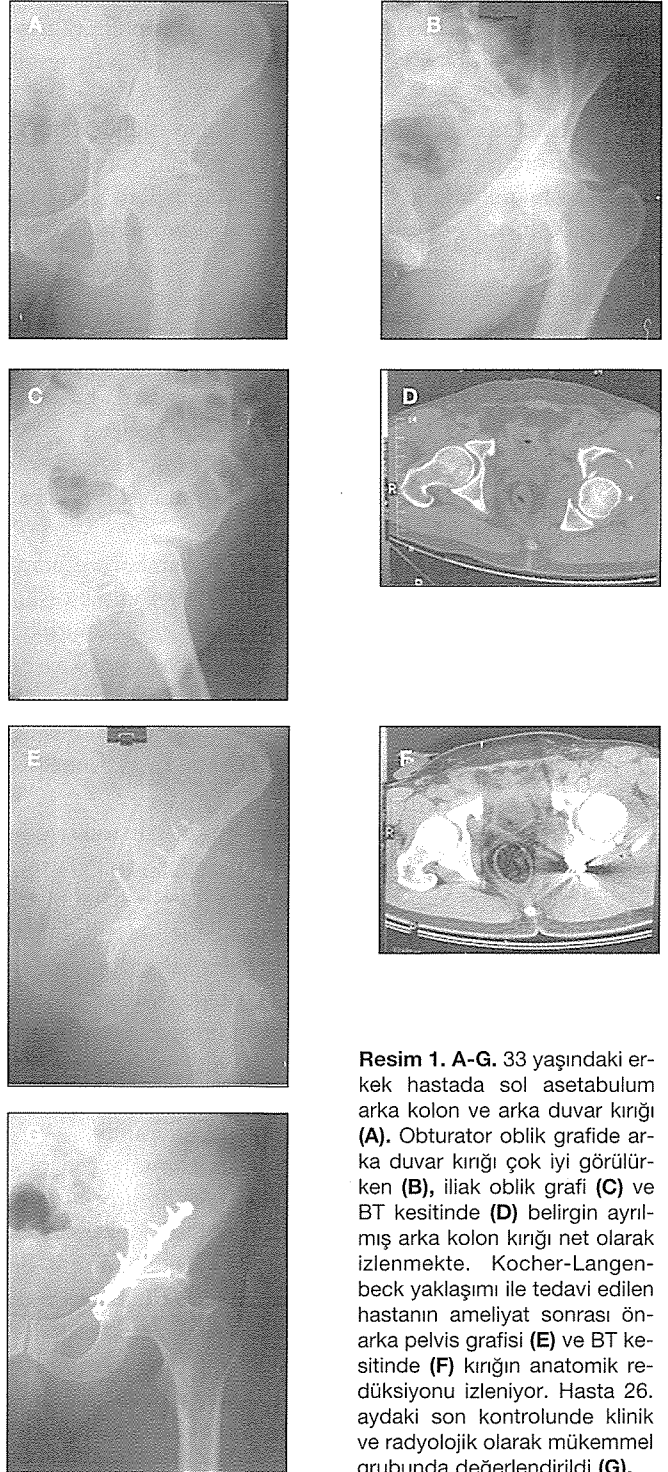 A
B
C
D
R
E
F
R
Resim 1. A-G. 33 yaşındaki er-
kek hastada sol asetabulum
arka kolon ve arka duvar kırığı
(A). Obturator oblik grafide ar-
ka duvar kırığı çok iyi görülür-
ken (B), iliak oblik grafi (C) ve
BT kesitinde (D) belirgin ayrıl-
mış arka kolon kırığı net olarak
izlenmekte. Kocher-Langen-
beck yaklaşımı ile tedavi edilen
hastanın ameliyat sonrası ön-
arka pelvis grafisi (E) ve BT ke-
sitinde (F) kırığın anatomik re-
düksiyonu izleniyor. Hasta 26.
aydaki son kontrolunde klinik
ve radyolojik olarak mükemmel
grubunda değerlendirildi (G).